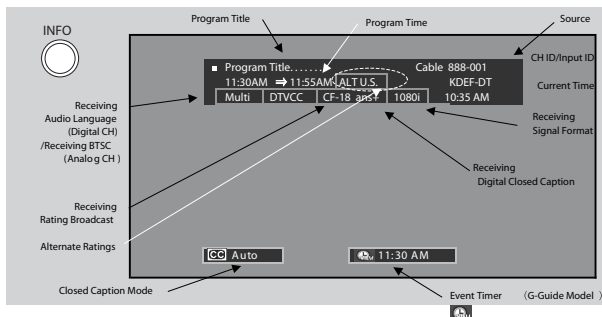 INFO
Program Title
Program Time
Source
Program Title.......
Cable 888-001
CH ID/Input ID
11:30AM ⇒ 11:55AM
ALT U.S.
KDEF-DT
Current Time
Multi
DTVCC
CF-18 ans+
1080i
10:35 AM
Receiving
Audio Language
(Digital CH)
/Receiving BTSC
(Analog CH )
Receiving
Signal Format
Receiving
Digital Closed Caption
Receiving
Rating Broadcast
Alternate Ratings
CC Auto
11:30 AM
Closed Caption Mode
Event Timer
(G-Guide Model )